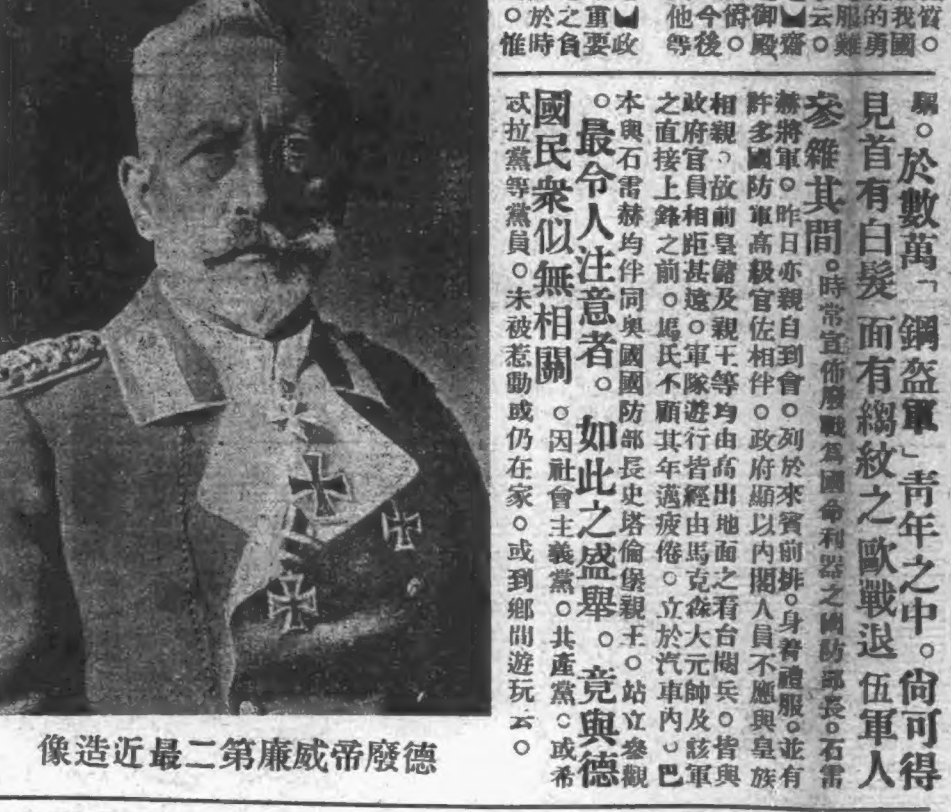 我國
的勇
服難
云。
齋
御殿
爵。
今後
政
重要
之負
於時
。惟
。於數萬「鋼盔軍」靑年之中。尙可得
見首有白髮面有縐紋之歐戰退伍軍人
參雜其間。時常宣佈廢戰爲國命利器之國防部長。石雷
赫將軍。昨日亦親自到會。列於來賓前排。身着禮服。並有
許多國防軍高級官佐相伴。政府顯以內閣人員不應與皇族
相親。故前皇儲及親王等均由高出地面之看台閱兵。皆與
政府官員相距甚遠。軍隊遊行皆經由馬克森大元帥及該軍
之直接上鋒之前。馬氏不顧其年邁疲倦。立於汽車內。巴
本與石雷赫均伴同奧國國防部長史塔倫堡親王。站立參觀
。最令人注意者。如此之盛舉。竟與德
國民衆似無相關。因社會主義黨。共產黨。或希
忒拉黨等黨員。未被惹動或仍在家。或到鄉間遊玩云。
德廢帝威廉第二最近造像